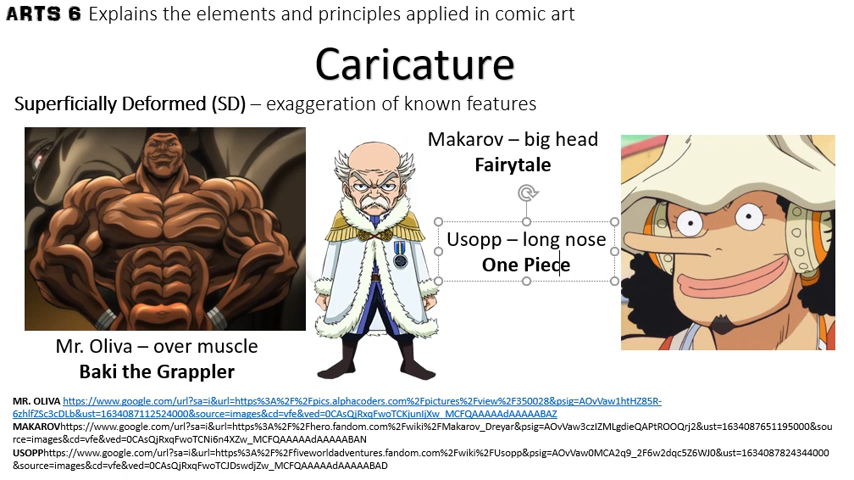 ARTS 6 Explains the elements and principles applied in comic art
Caricature
Superficially Deformed (SD) – exaggeration of known features
Makarov – big head
Fairytale
Usopp – long nose
One Piece
Mr. Oliva – over muscle
Baki the Grappler
MR. OLIVA https://www.google.com/url?sa=i&url=https%3A%2F%2Fpics.alphacoders.com%2Fpictures%2Fview%2F350028&psig=AOvVaw1htHZ85R-
6zhlfZSc3cDLb&ust=1634087112524000&source=images&cd=vfe&ved=0CAsQjRxqFwoTCKjunIjXw_MCFQAAAAAdAAAAABAZ
MAKAROVhttps://www.google.com/url?sa=i&url=https%3A%2F%2Fhero.fandom.com%2Fwiki%2FMakarov_Dreyar&psig=AOvVaw3czIZMLgdieQAPtROOQrj2&ust=1634087651195000&sou
rce=images&cd=vfe&ved=0CAsQjRxqFwoTCNi6n4XZw_MCFQAAAAAdAAAAABAN
USOPPhttps://www.google.com/url?sa=i&url=https%3A%2F%2Ffiveworldadventures.fandom.com%2Fwiki%2FUsopp&psig=AOvVaw0MCA2q9_2F6w2dqc5Z6WJ0&ust=1634087824344000
&source=images&cd=vfe&ved=0CAsQjRxqFwoTCJDswdjZw_MCFQAAAAAdAAAAABAD